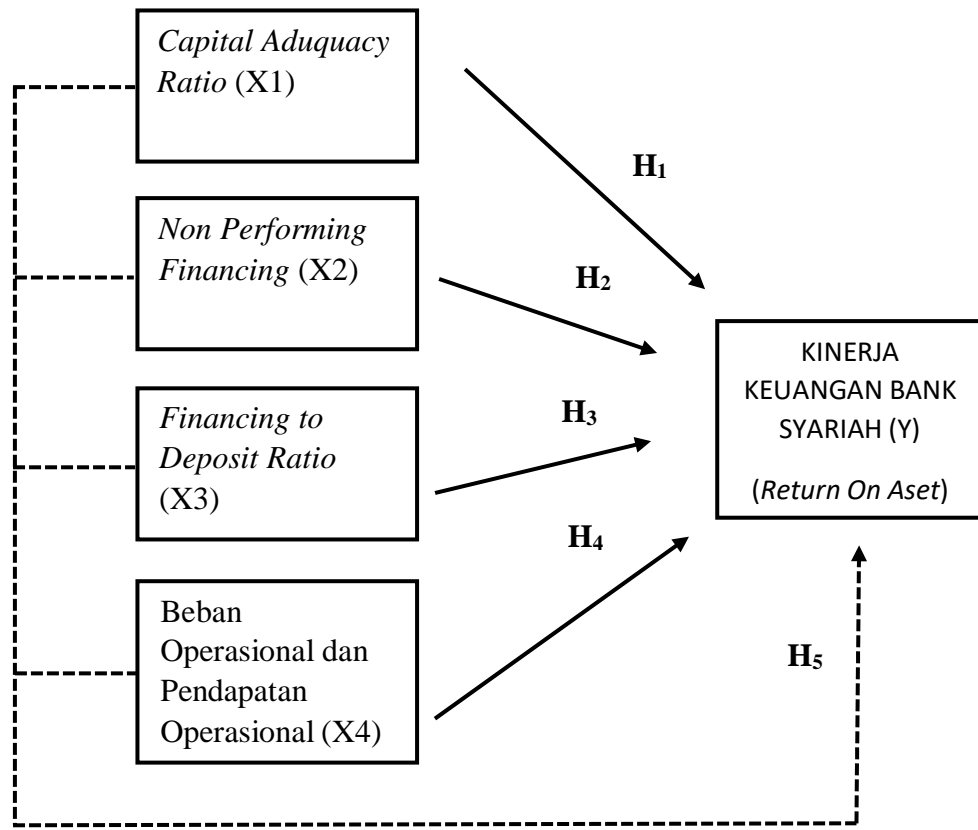 Capital Aduquacy
Ratio (X1)
H1
Non Performing
Financing (X2)
H2
KINERJA
KEUANGAN BANK
SYARIAH (Y)
(Return On Aset)
Financing to
Deposit Ratio
(X3)
H3
H4
Beban
Operasional dan
Pendapatan
Operasional (X4)
H5